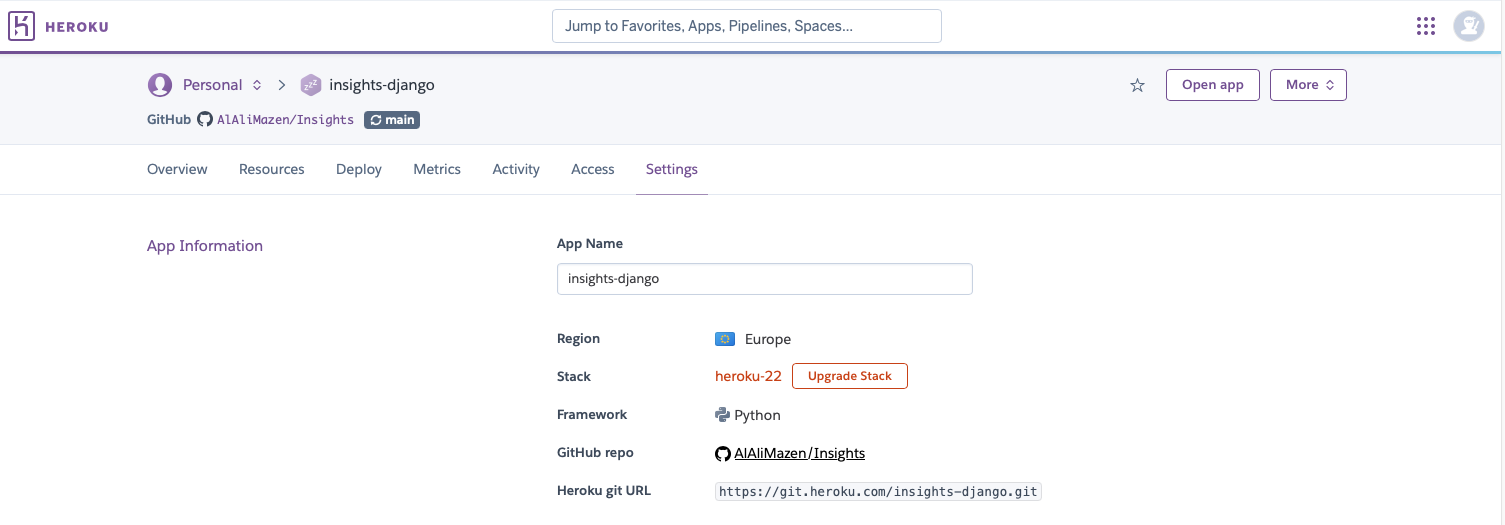 HEROKU
Jump to Favorites, Apps, Pipelines, Spaces...
Personal > zzz insights-django
Open app
More
GitHub AlAliMazen/Insights main
Overview Resources Deploy Metrics Activity Access Settings
App Information
App Name
insights-django
Region Europe
Stack heroku-22 Upgrade Stack
Framework Python
GitHub repo AlAliMazen/Insights
Heroku git URL https://git.heroku.com/insights-django.git